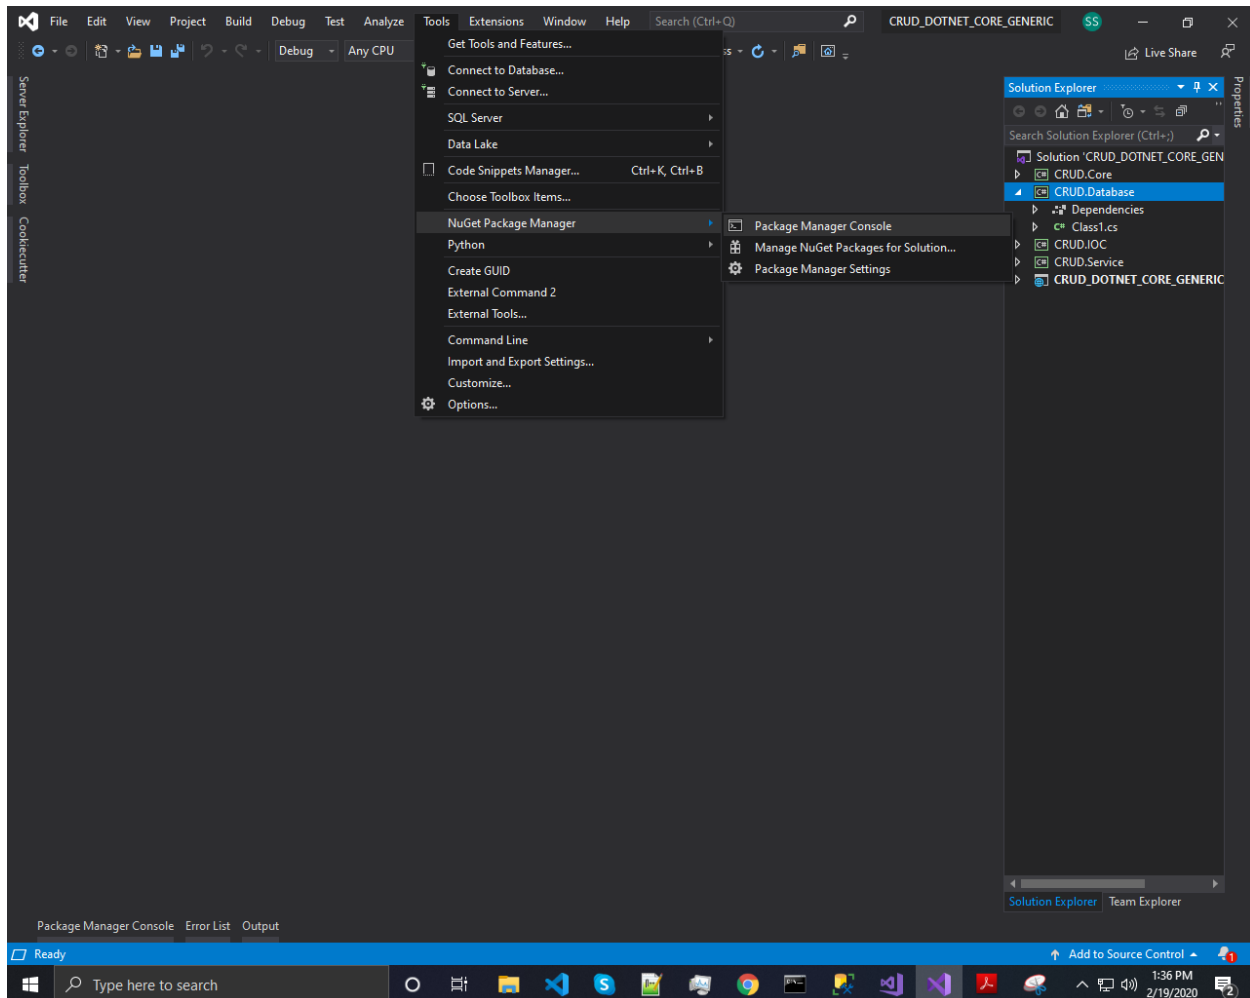 File Edit View Project Build Debug Test Analyze Tools Extensions Window Help Search (Ctrl+Q) CRUD_DOTNET_CORE_GENERIC SS
Debug Any CPU
Live Share
Get Tools and Features...
Connect to Database...
Connect to Server...
SQL Server
Data Lake
Code Snippets Manager... Ctrl+K, Ctrl+B
Choose Toolbox Items...
NuGet Package Manager
Python
Create GUID
External Command 2
External Tools...
Command Line
Import and Export Settings...
Customize...
Options...
Package Manager Console
Manage NuGet Packages for Solution...
Package Manager Settings
Server Explorer
Toolbox
Cookiecutter
Solution Explorer
Search Solution Explorer (Ctrl+;)
Solution 'CRUD_DOTNET_CORE_GEN
CRUD.Core
CRUD.Database
Dependencies
C# Class1.cs
CRUD.IOC
CRUD.Service
CRUD_DOTNET_CORE_GENERIC
Properties
Solution Explorer Team Explorer
Package Manager Console Error List Output
Ready
Add to Source Control 1
Type here to search
1:36 PM
2/19/2020
2